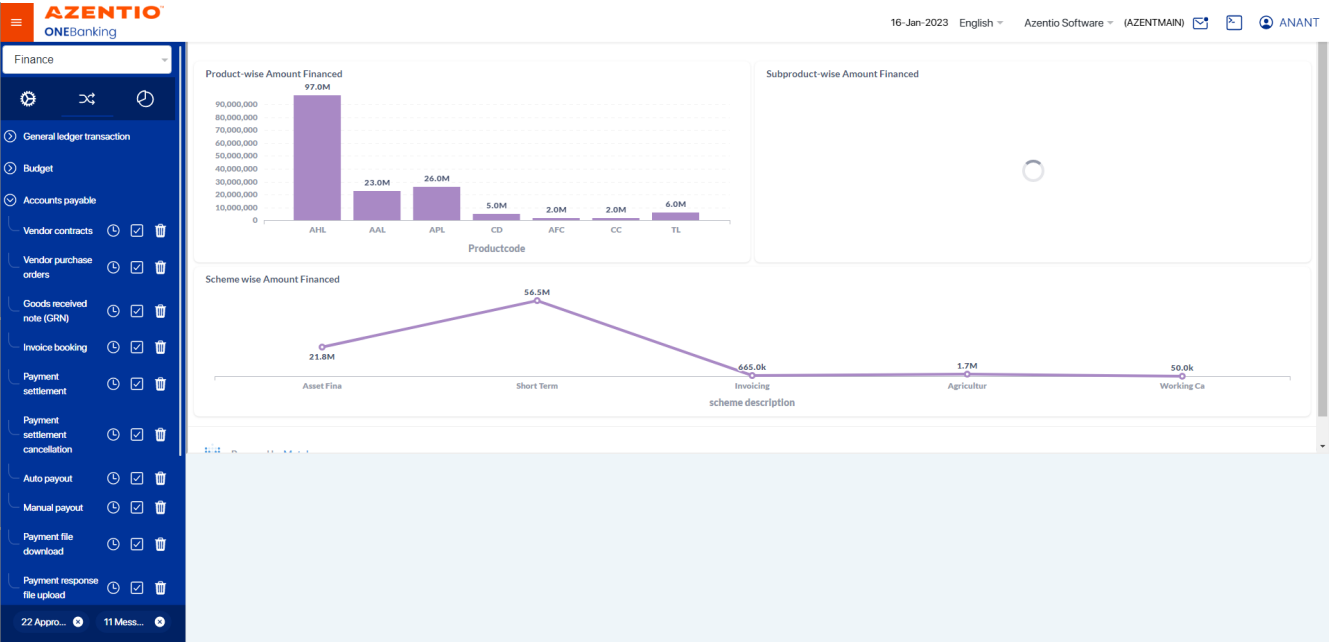 AZENTIO
ONEBanking
16-Jan-2023
English
Azentio Software
(AZENTMAIN)
ANANT
Finance
General ledger transaction
Budget
Accounts payable
Vendor contracts
Vendor purchase
orders
Goods received
note (GRN)
Invoice booking
Payment
settlement
Payment
settlement
cancellation
Auto payout
Manual payout
Payment file
download
Payment response
file upload
22 Appro...
11 Mess...
Product-wise Amount Financed
97.0M
90,000,000
80,000,000
70,000,000
60,000,000
50,000,000
40,000,000
30,000,000
20,000,000
10,000,000
0
23.0M
26.0M
5.0M
2.0M
2.0M
6.0M
AHL
AAL
APL
CD
AFC
CC
TL
Productcode
Subproduct-wise Amount Financed
Scheme wise Amount Financed
56.5M
21.8M
665.0k
1.7M
50.0k
Asset Fina
Short Term
Invoicing
Agricultur
Working Ca
scheme description